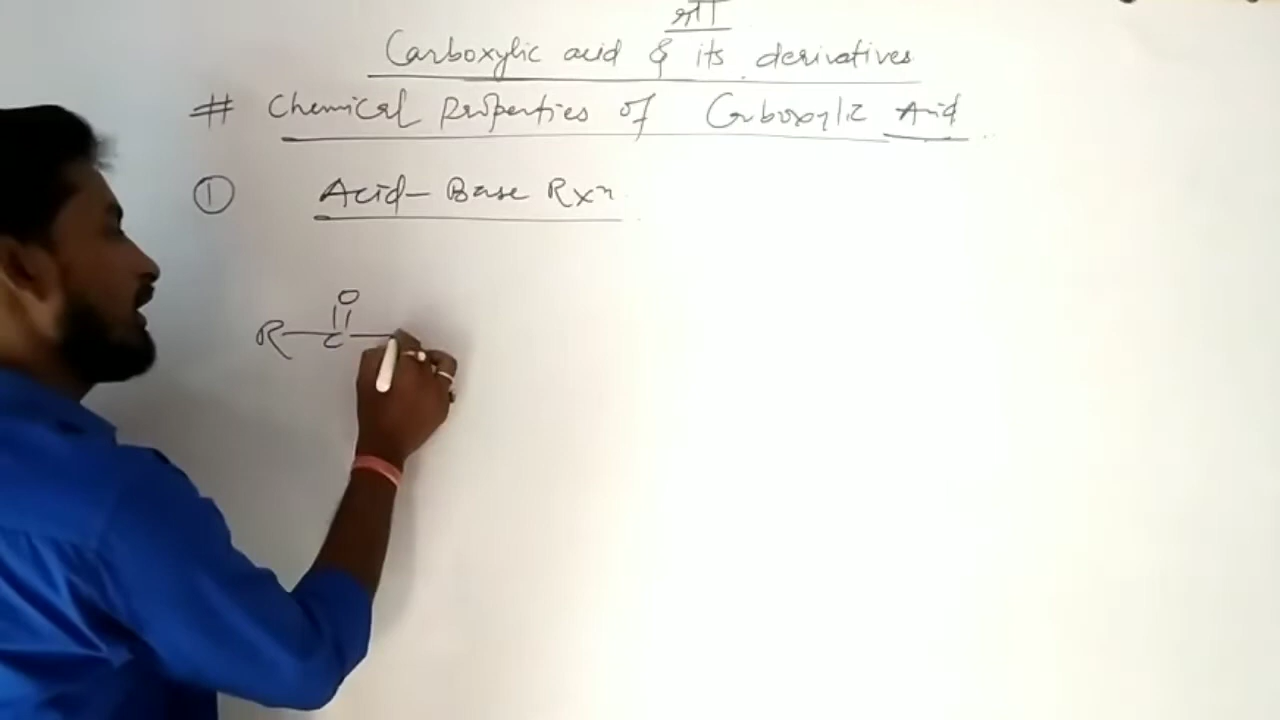 श्री
Carboxylic acid & its derivatives
# Chemical Properties of Carboxylic Acid
① Acid-Base Rxn
O
R-C-